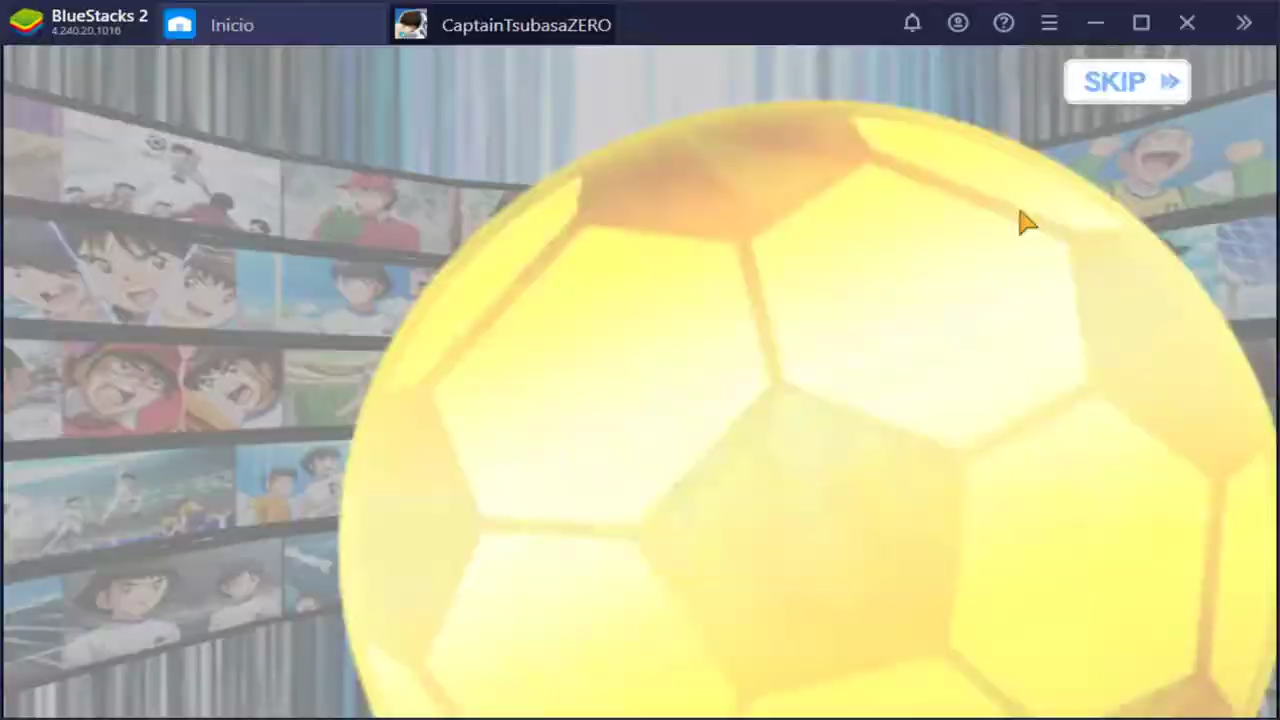 BlueStacks 2
4.240.20.1016
Inicio
CaptainTsubasaZERO
SKIP